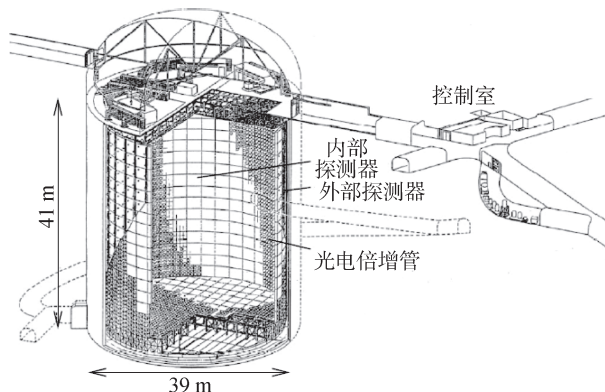 控制室
内部
探测器
外部探测器
光电倍增管
41 m
39 m